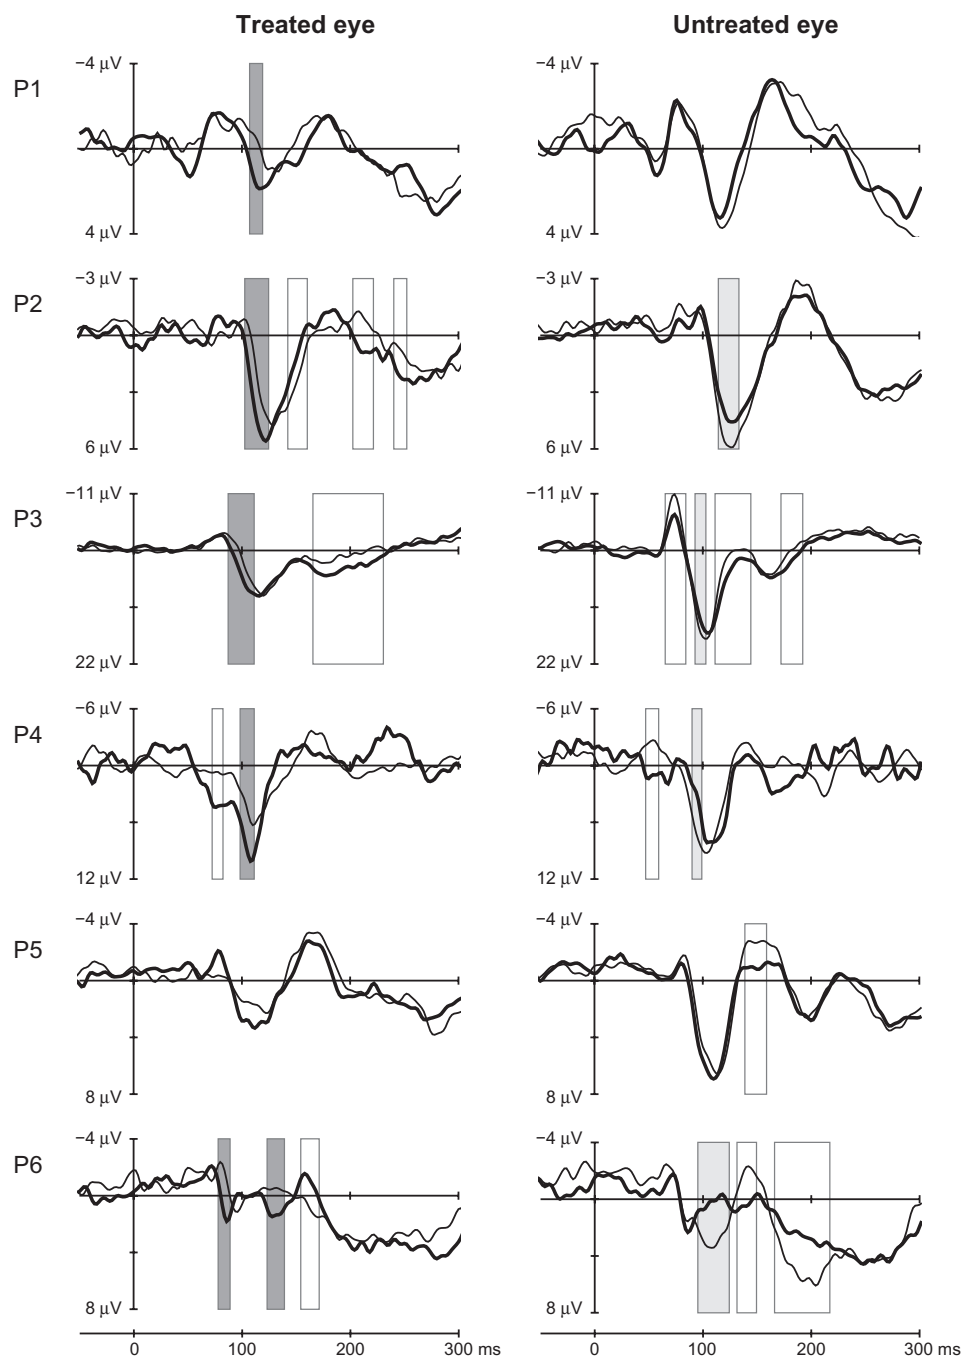 Treated eye Untreated eye
P1 −4 μV −4 μV
4 μV 4 μV
P2 −3 μV −3 μV
6 μV 6 μV
P3 −11 μV −11 μV
22 μV 22 μV
P4 −6 μV −6 μV
12 μV 12 μV
P5 −4 μV −4 μV
8 μV 8 μV
P6 −4 μV −4 μV
8 μV 8 μV
0 100 200 300 ms 0 100 200 300 ms